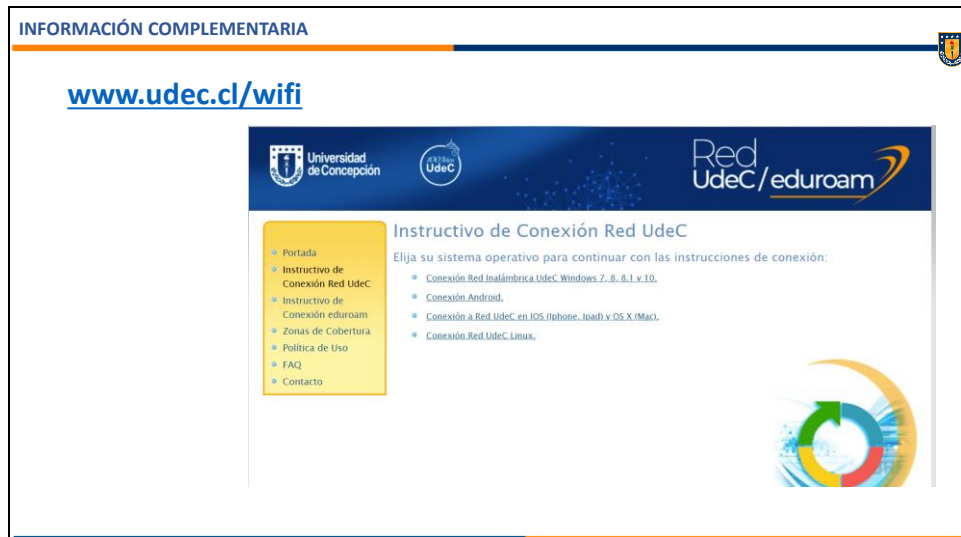 INFORMACIÓN COMPLEMENTARIA
www.udec.cl/wifi
Universidad
de Concepción
UdeC
Red
UdeC/eduroam
Instructivo de Conexión Red UdeC
Elija su sistema operativo para continuar con las instrucciones de conexión:
Portada
Instructivo de
Conexión Red UdeC
Instructivo de
Conexión eduroam
Zonas de Cobertura
Política de Uso
FAQ
Contacto
Conexión Red Inalámbrica UdeC Windows 7, 8, 8.1 y 10.
Conexión Android.
Conexión a Red UdeC en IOS (Iphone, Ipad) y OS X (Mac).
Conexión Red UdeC Linux.